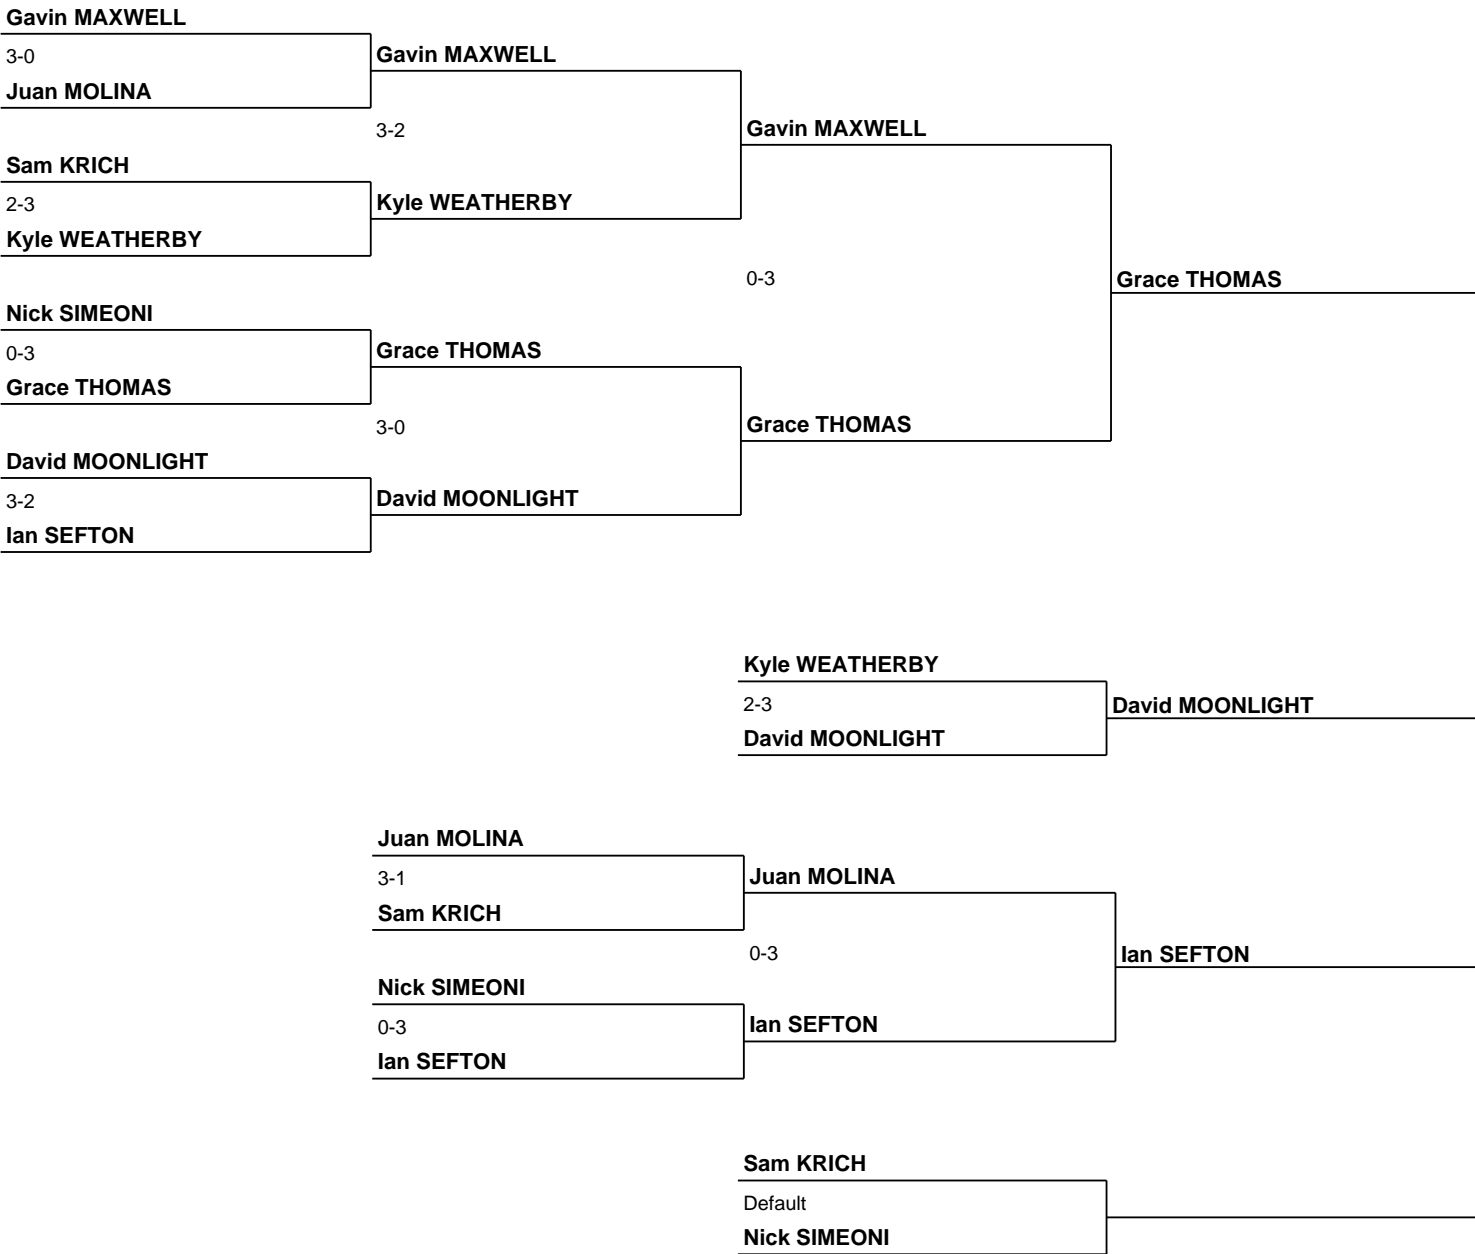 Gavin MAXWELL
3-0
Gavin MAXWELL
Juan MOLINA
3-2
Gavin MAXWELL
Sam KRICH
2-3
Kyle WEATHERBY
Kyle WEATHERBY
0-3
Grace THOMAS
Nick SIMEONI
0-3
Grace THOMAS
Grace THOMAS
3-0
Grace THOMAS
David MOONLIGHT
3-2
David MOONLIGHT
Ian SEFTON
Kyle WEATHERBY
2-3
David MOONLIGHT
David MOONLIGHT
Juan MOLINA
3-1
Juan MOLINA
Sam KRICH
0-3
Ian SEFTON
Nick SIMEONI
0-3
Ian SEFTON
Ian SEFTON
Sam KRICH
Default
Nick SIMEONI